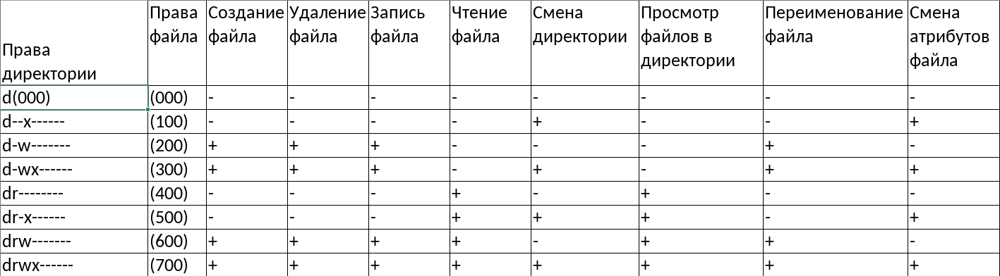 Права директории | Права файла | Создание файла | Удаление файла | Запись файла | Чтение файла | Смена директории | Просмотр файлов в директории | Переименование файла | Смена атрибутов файла
d(000) | (000) | - | - | - | - | - | - | - | -
d--x------ | (100) | - | - | - | - | + | - | - | +
d-w------- | (200) | + | + | + | - | - | - | + | -
d-wx------ | (300) | + | + | + | - | + | - | + | +
dr-------- | (400) | - | - | - | + | - | + | - | -
dr-x------ | (500) | - | - | - | + | + | + | - | +
drw------- | (600) | + | + | + | + | - | + | + | -
drwx------ | (700) | + | + | + | + | + | + | + | +